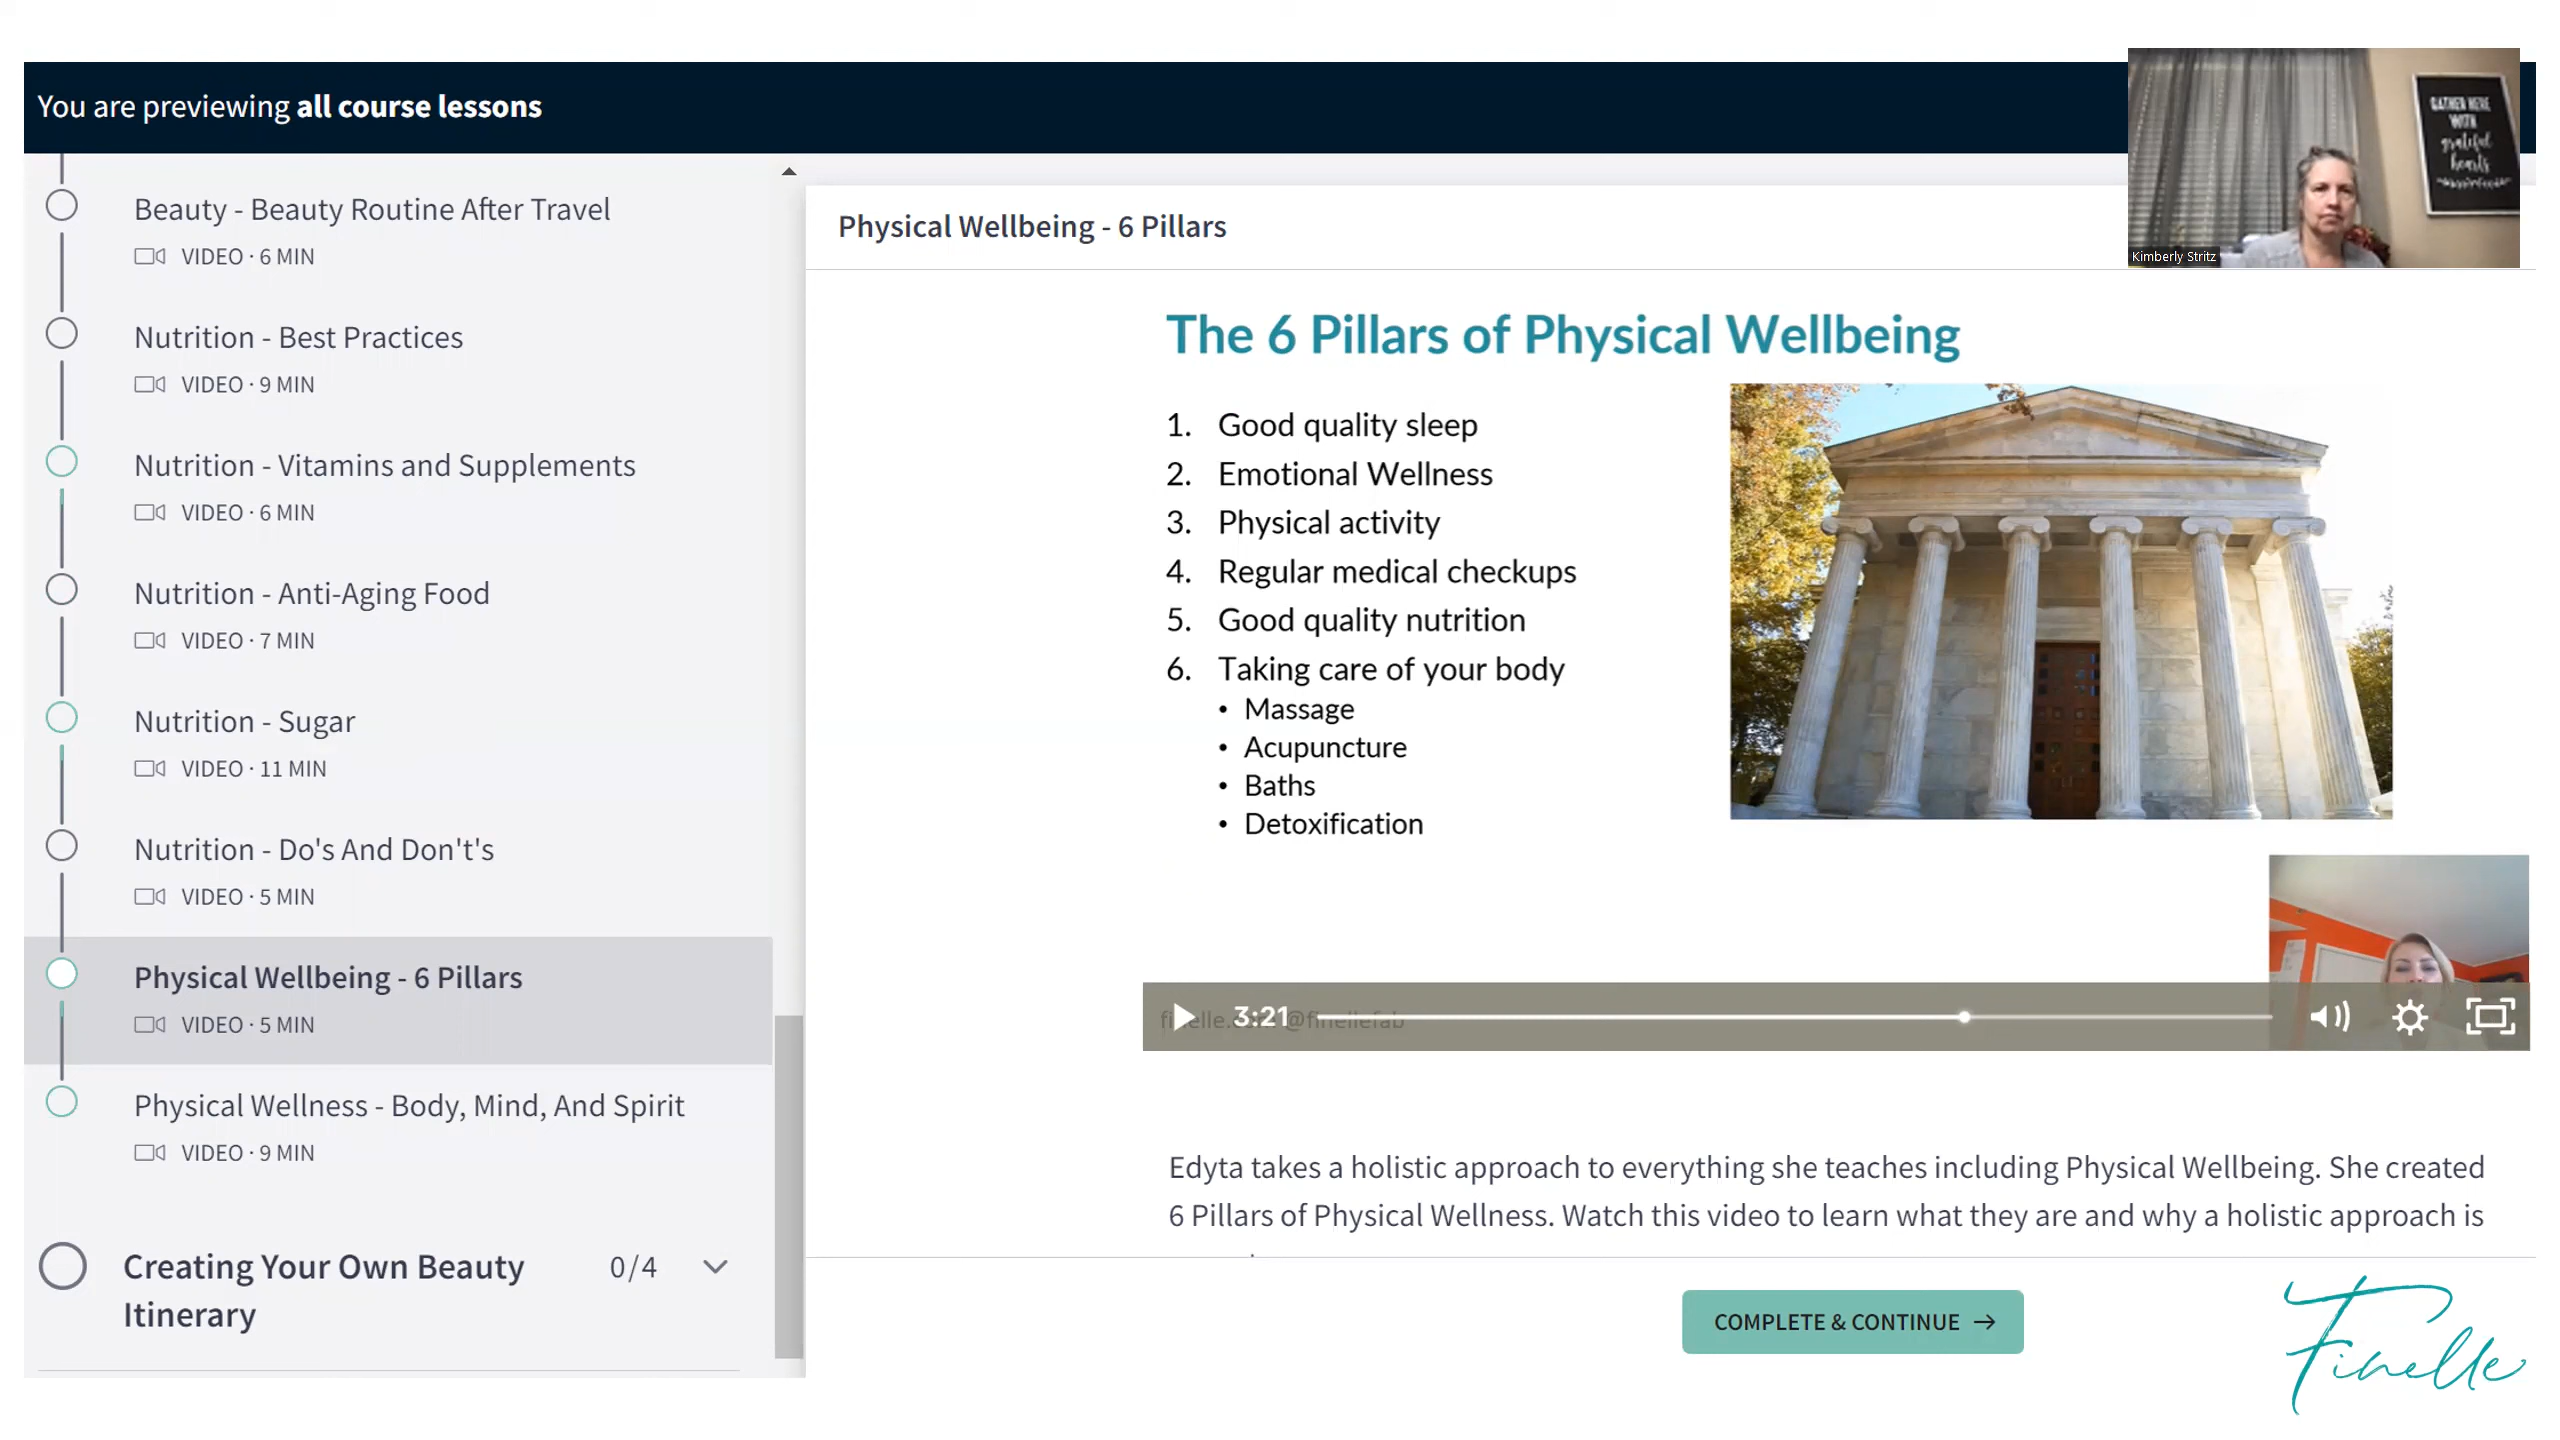 You are previewing all course lessons
Beauty - Beauty Routine After Travel
VIDEO · 6 MIN
Nutrition - Best Practices
VIDEO · 9 MIN
Nutrition - Vitamins and Supplements
VIDEO · 6 MIN
Nutrition - Anti-Aging Food
VIDEO · 7 MIN
Nutrition - Sugar
VIDEO · 11 MIN
Nutrition - Do's And Don't's
VIDEO · 5 MIN
Physical Wellbeing - 6 Pillars
VIDEO · 5 MIN
Physical Wellness - Body, Mind, And Spirit
VIDEO · 9 MIN
Creating Your Own Beauty
Itinerary
0/4
GATHER HERE
WITH
grateful
hearts
Kimberly Stritz
Physical Wellbeing - 6 Pillars
The 6 Pillars of Physical Wellbeing
1. Good quality sleep
2. Emotional Wellness
3. Physical activity
4. Regular medical checkups
5. Good quality nutrition
6. Taking care of your body
• Massage
• Acupuncture
• Baths
• Detoxification
3:21
@finellefab
Edyta takes a holistic approach to everything she teaches including Physical Wellbeing. She created
6 Pillars of Physical Wellness. Watch this video to learn what they are and why a holistic approach is
COMPLETE & CONTINUE →
Finelle